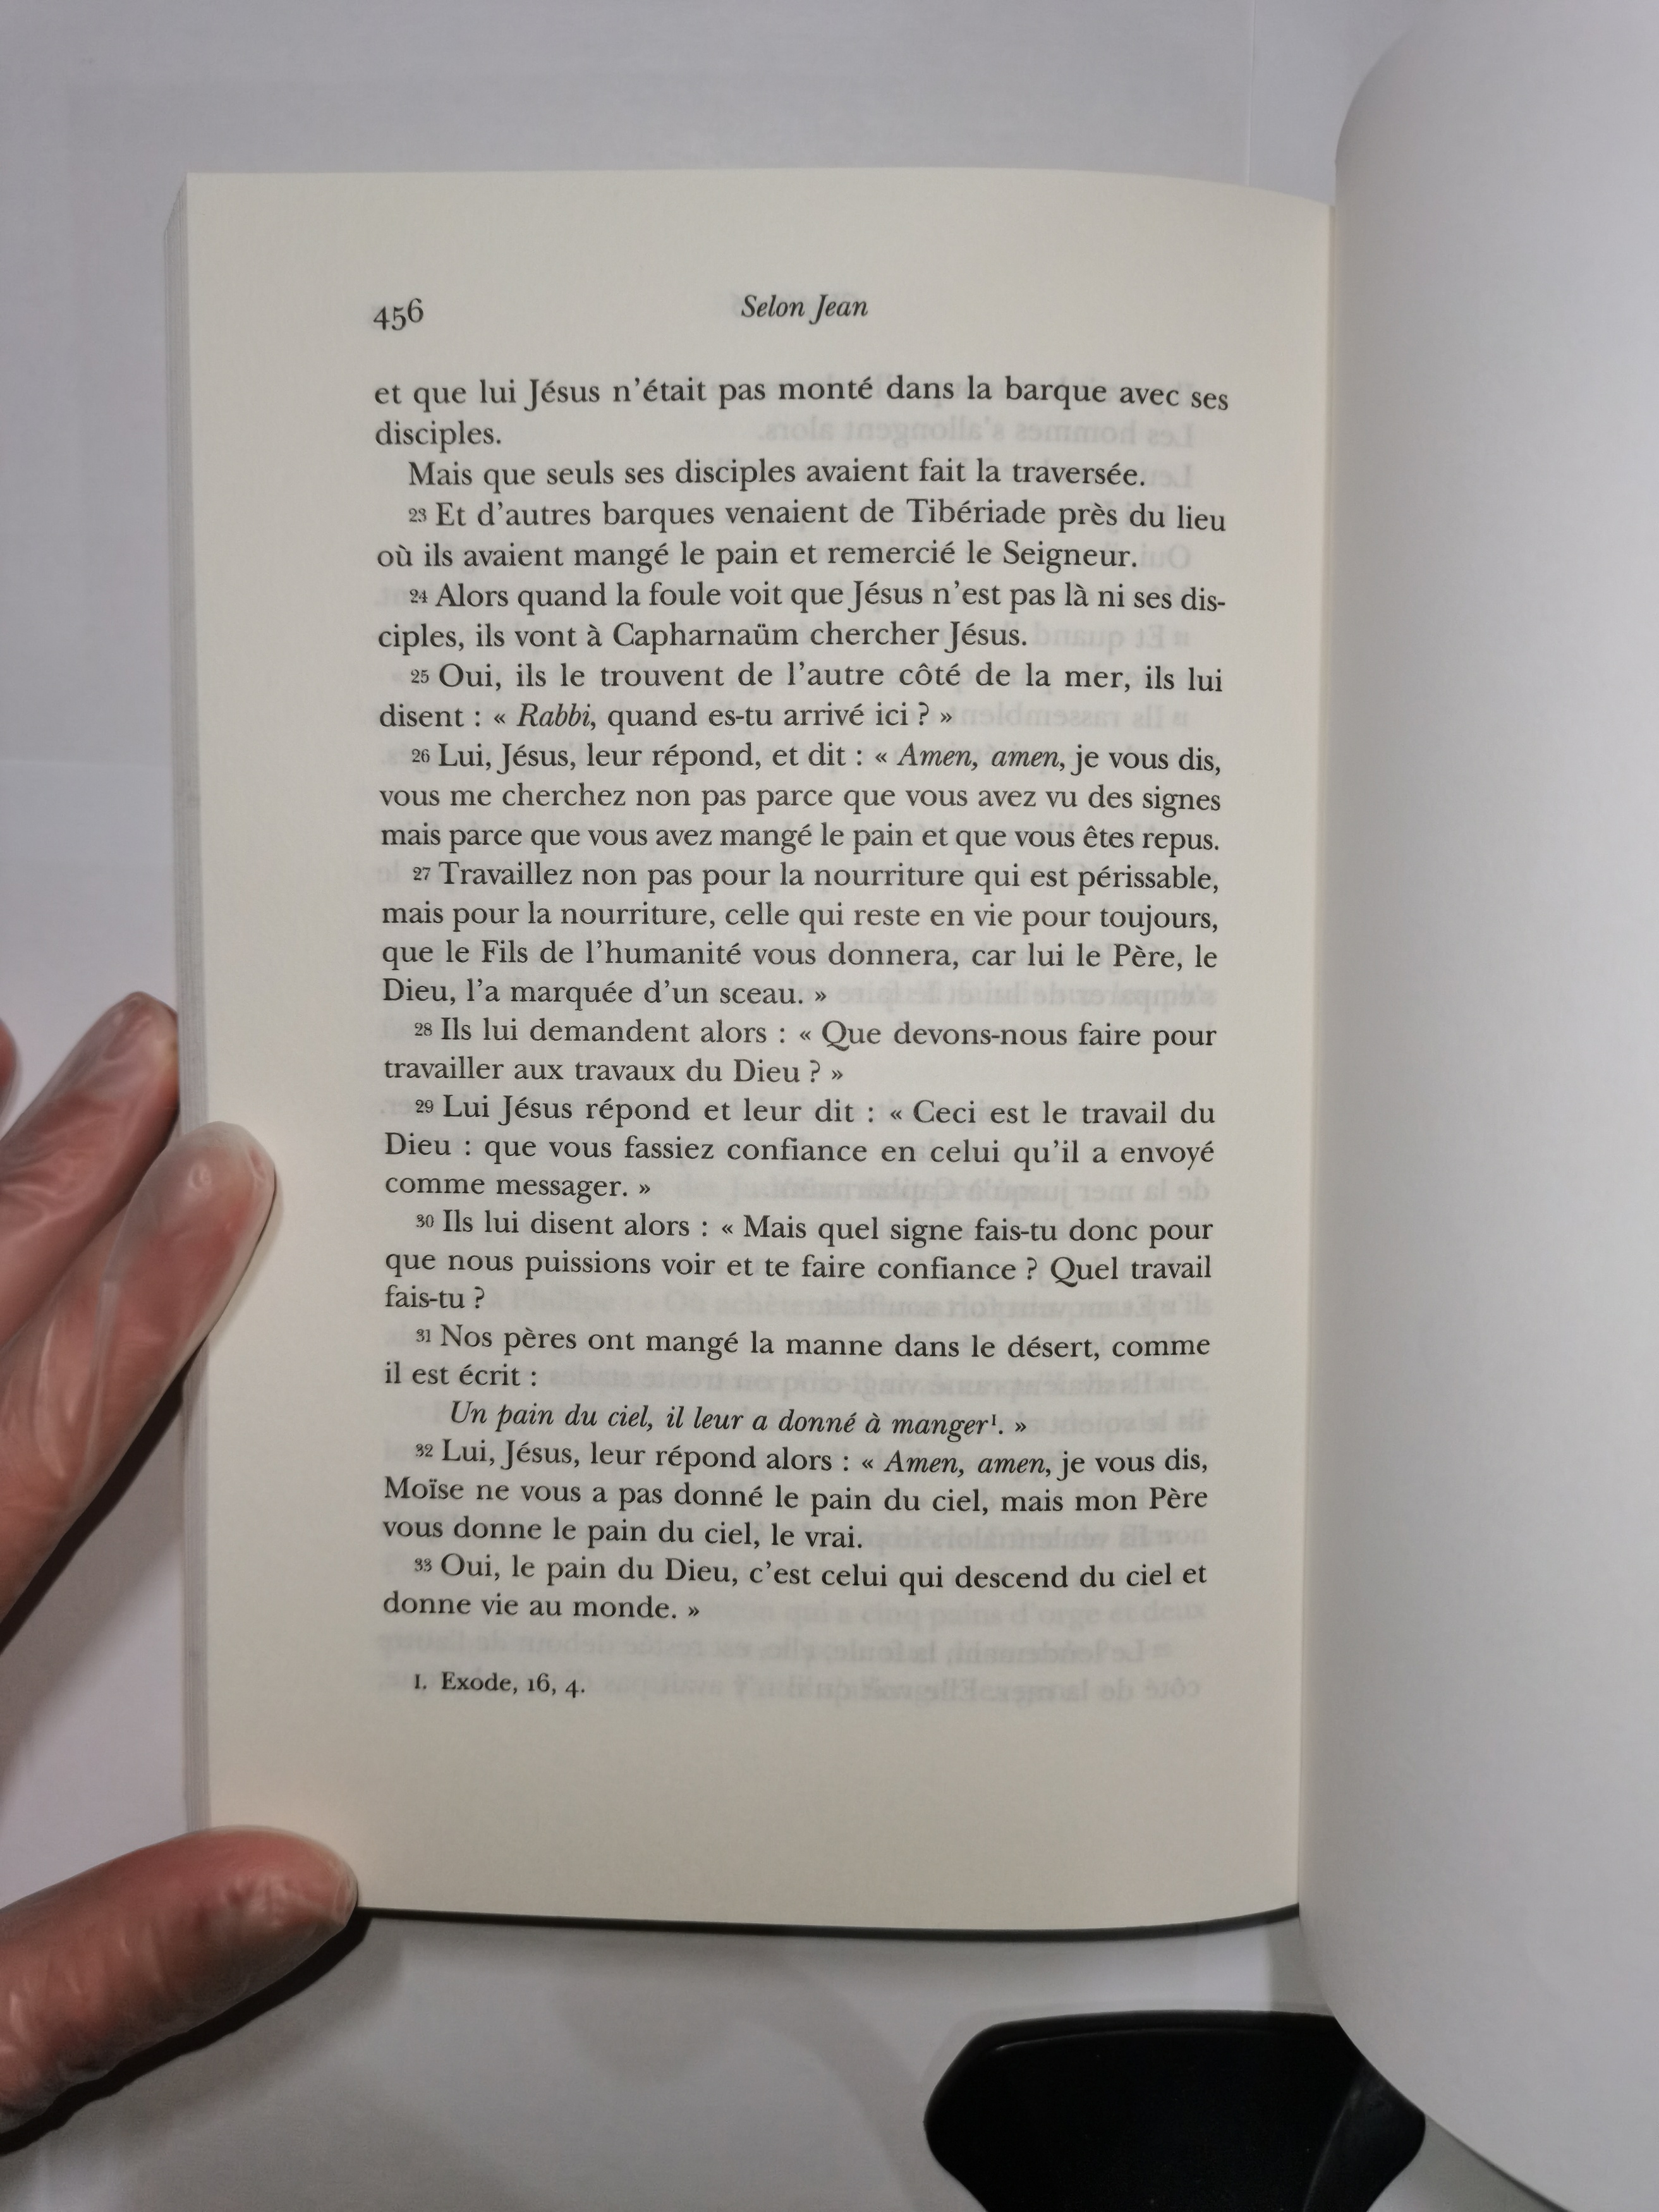 456
Selon Jean
et que lui Jésus n'était pas monté dans la barque avec ses
disciples.
Mais que seuls ses disciples avaient fait la traversée.
23 Et d'autres barques venaient de Tibériade près du lieu
où ils avaient mangé le pain et remercié le Seigneur.
24 Alors quand la foule voit que Jésus n'est pas là ni ses dis-
ciples, ils vont à Capharnaüm chercher Jésus.
25 Oui, ils le trouvent de l'autre côté de la mer, ils lui
disent : « Rabbi, quand es-tu arrivé ici ? »
26 Lui, Jésus, leur répond, et dit : « Amen, amen, je vous dis,
vous me cherchez non pas parce que vous avez vu des signes
mais parce que vous avez mangé le pain et que vous êtes repus.
27 Travaillez non pas pour la nourriture qui est périssable,
mais pour la nourriture, celle qui reste en vie pour toujours,
que le Fils de l'humanité vous donnera, car lui le Père, le
Dieu, l'a marquée d'un sceau. »
28 Ils lui demandent alors : « Que devons-nous faire pour
travailler aux travaux du Dieu ? »
29 Lui Jésus répond et leur dit : « Ceci est le travail du
Dieu : que vous fassiez confiance en celui qu'il a envoyé
comme messager. »
30 Ils lui disent alors : « Mais quel signe fais-tu donc pour
que nous puissions voir et te faire confiance ? Quel travail
fais-tu ?
31 Nos pères ont mangé la manne dans le désert, comme
il est écrit :
Un pain du ciel, il leur a donné à manger¹. »
32 Lui, Jésus, leur répond alors : « Amen, amen, je vous dis,
Moïse ne vous a pas donné le pain du ciel, mais mon Père
vous donne le pain du ciel, le vrai.
33 Oui, le pain du Dieu, c'est celui qui descend du ciel et
donne vie au monde. »
1. Exode, 16, 4.